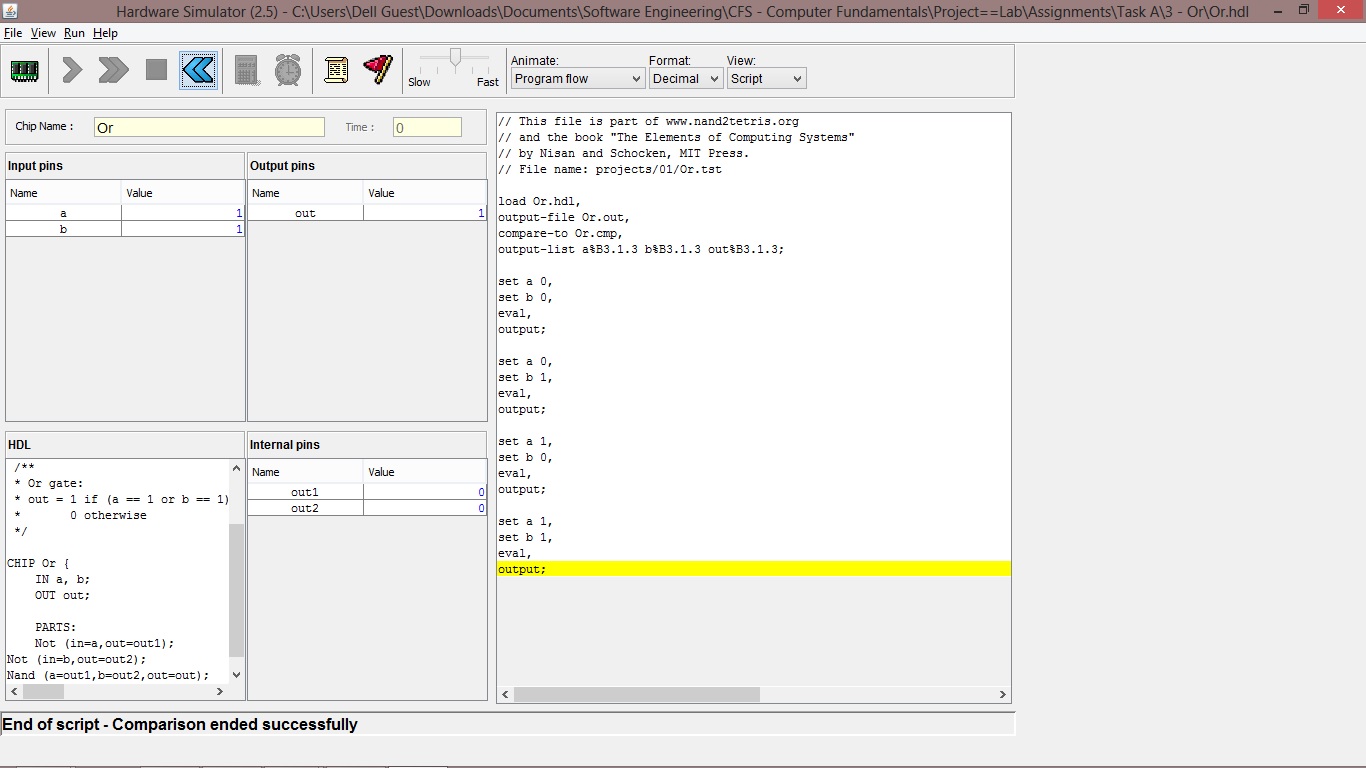 Hardware Simulator (2.5) - C:\Users\Dell Guest\Downloads\Documents\Software Engineering\CFS - Computer Fundamentals\Project==Lab\Assignments\Task A\3 - Or\Or.hdl
File View Run Help
Slow Fast
Animate:
Program flow
Format:
Decimal
View:
Script
Chip Name : Or Time : 0
Input pins
Name Value
a 1
b 1
Output pins
Name Value
out 1
HDL
/**
* Or gate:
* out = 1 if (a == 1 or b == 1)
* 0 otherwise
*/
CHIP Or {
IN a, b;
OUT out;
PARTS:
Not (in=a,out=out1);
Not (in=b,out=out2);
Nand (a=out1,b=out2,out=out);
Internal pins
Name Value
out1 0
out2 0
// This file is part of www.nand2tetris.org
// and the book "The Elements of Computing Systems"
// by Nisan and Schocken, MIT Press.
// File name: projects/01/Or.tst
load Or.hdl,
output-file Or.out,
compare-to Or.cmp,
output-list a%B3.1.3 b%B3.1.3 out%B3.1.3;
set a 0,
set b 0,
eval,
output;
set a 0,
set b 1,
eval,
output;
set a 1,
set b 0,
eval,
output;
set a 1,
set b 1,
eval,
output;
End of script - Comparison ended successfully